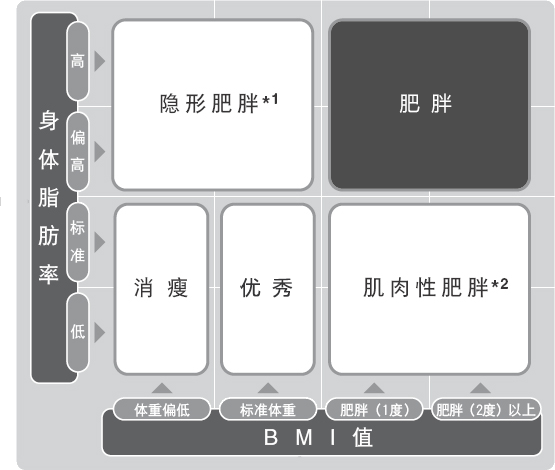 身体脂肪率
高
偏高
标准
低
隐形肥胖*1
肥胖
消瘦
优秀
肌肉性肥胖*2
体重偏低
标准体重
肥胖（1度）
肥胖（2度）以上
BMI值